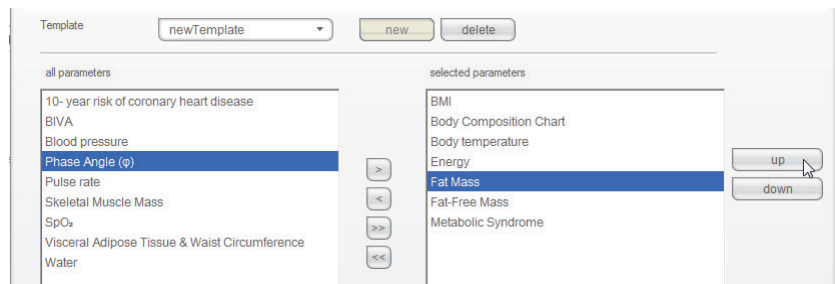 Template newTemplate new delete
all parameters selected parameters
10- year risk of coronary heart disease
BIVA
Blood pressure
Phase Angle (φ)
Pulse rate
Skeletal Muscle Mass
SpO₂
Visceral Adipose Tissue & Waist Circumference
Water
>
<
>>
<<
BMI
Body Composition Chart
Body temperature
Energy
Fat Mass
Fat-Free Mass
Metabolic Syndrome
up
down